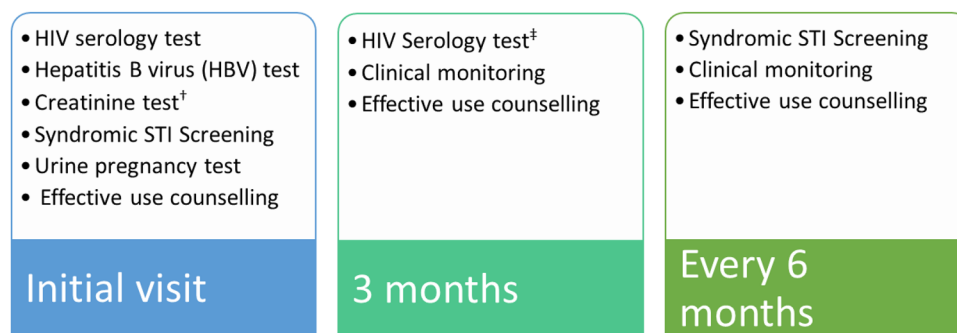 • HIV serology test
• Hepatitis B virus (HBV) test
• Creatinine test†
• Syndromic STI Screening
• Urine pregnancy test
• Effective use counselling
Initial visit
• HIV Serology test‡
• Clinical monitoring
• Effective use counselling
3 months
• Syndromic STI Screening
• Clinical monitoring
• Effective use counselling
Every 6
months